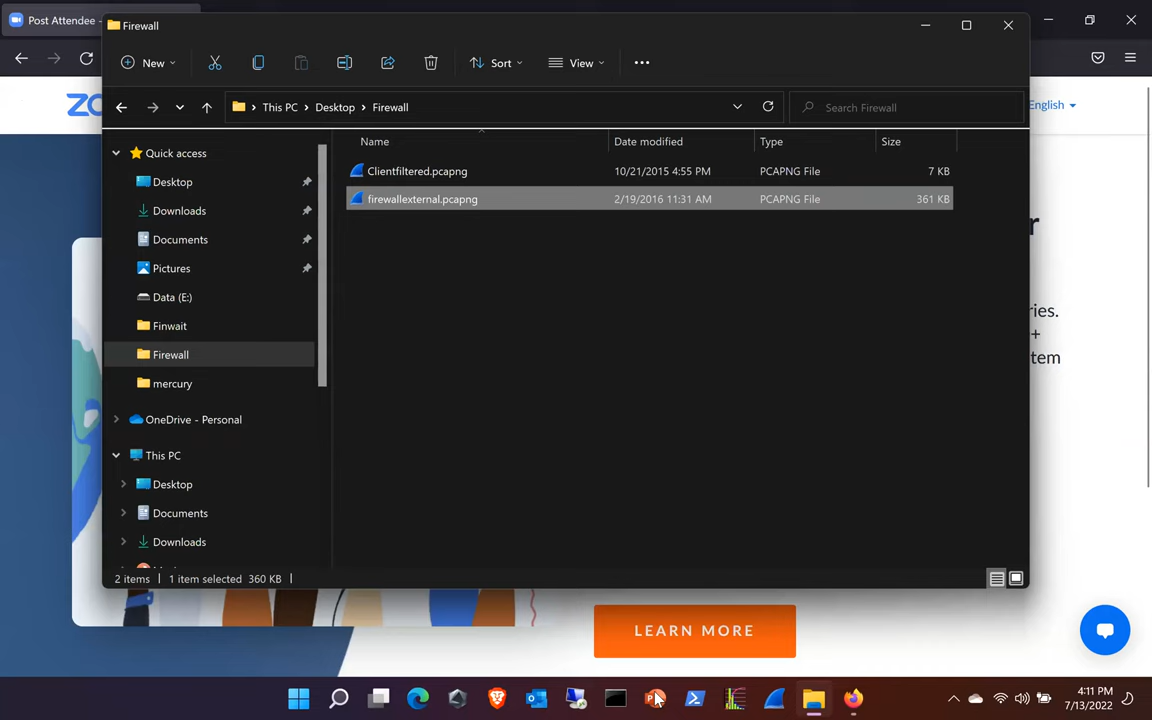 Post Attendee -
Firewall
New
Sort
View
This PC
Desktop
Firewall
Search Firewall
English
Name
Date modified
Type
Size
Quick access
Desktop
Downloads
Documents
Pictures
Data (E:)
Finwait
Firewall
mercury
OneDrive - Personal
This PC
Desktop
Documents
Downloads
Clientfiltered.pcapng
10/21/2015 4:55 PM
PCAPNG File
7 KB
firewallexternal.pcapng
2/19/2016 11:31 AM
PCAPNG File
361 KB
2 items
1 item selected 360 KB
ries.
+
tem
LEARN MORE
4:11 PM
7/13/2022